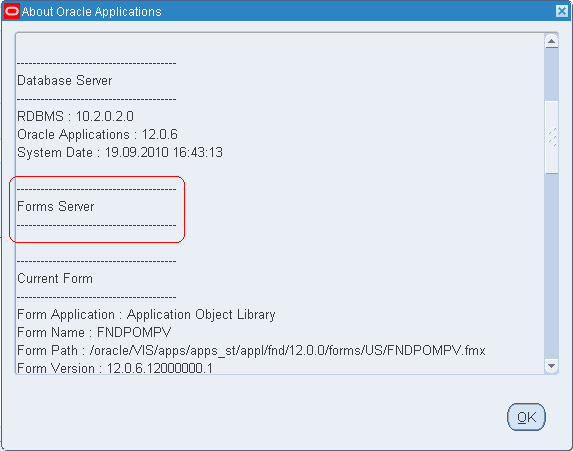 About Oracle Applications
----------------------------------------
Database Server
----------------------------------------
RDBMS : 10.2.0.2.0
Oracle Applications : 12.0.6
System Date : 19.09.2010 16:43:13
----------------------------------------
Forms Server
----------------------------------------
----------------------------------------
Current Form
----------------------------------------
Form Application : Application Object Library
Form Name : FNDPOMPV
Form Path : /oracle/VIS/apps/apps_st/appl/fnd/12.0.0/forms/US/FNDPOMPV.fmx
Form Version : 12.0.6.12000000.1
OK